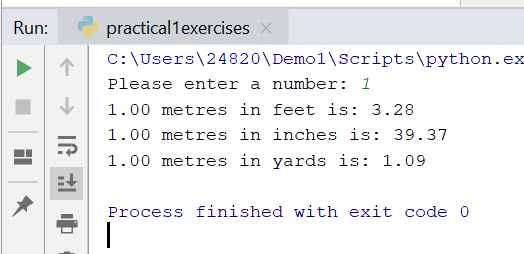 Run: practical1exercises
C:\Users\24820\Demo1\Scripts\python.ex
Please enter a number: 1
1.00 metres in feet is: 3.28
1.00 metres in inches is: 39.37
1.00 metres in yards is: 1.09
Process finished with exit code 0